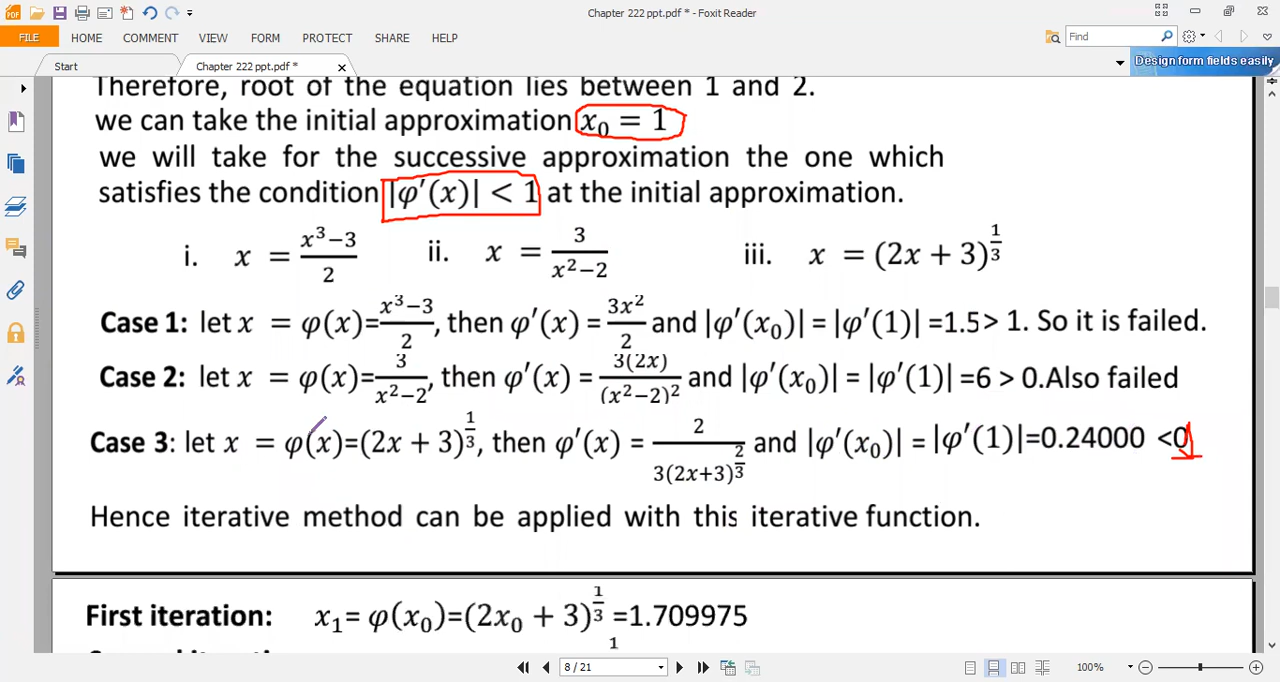 Chapter 222 ppt.pdf * - Foxit Reader
FILE HOME COMMENT VIEW FORM PROTECT SHARE HELP Find
Start Chapter 222 ppt.pdf * Design form fields easily
Therefore, root of the equation lies between 1 and 2.
we can take the initial approximation x₀ = 1
we will take for the successive approximation the one which
satisfies the condition |φ′(x)| < 1 at the initial approximation.
i. x = (x³−3)/2 ii. x = 3/(x²−2) iii. x = (2x + 3)^(1/3)
Case 1: let x = φ(x)=(x³−3)/2, then φ′(x) = 3x²/2 and |φ′(x₀)| = |φ′(1)| =1.5> 1. So it is failed.
Case 2: let x = φ(x)=3/(x²−2), then φ′(x) = 3(2x)/(x²−2)² and |φ′(x₀)| = |φ′(1)| =6 > 0.Also failed
Case 3: let x = φ(x)=(2x + 3)^(1/3), then φ′(x) = 2/(3(2x+3)^(2/3)) and |φ′(x₀)| = |φ′(1)|=0.24000 <0
Hence iterative method can be applied with this iterative function.
First iteration: x₁= φ(x₀)=(2x₀ + 3)^(1/3)=1.709975
8 / 21 100%